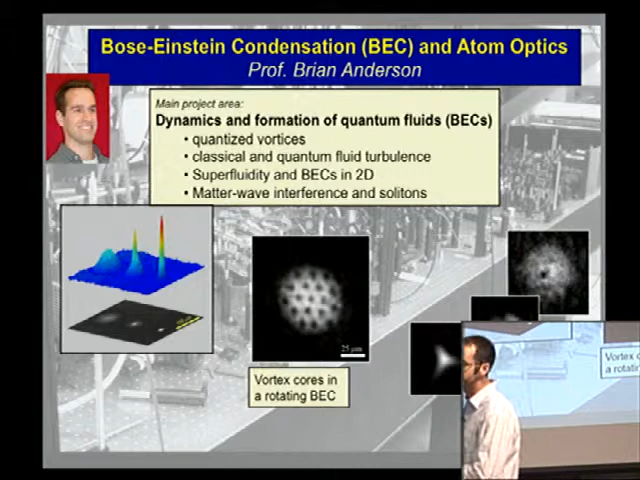 Bose-Einstein Condensation (BEC) and Atom Optics
Prof. Brian Anderson
Main project area:
Dynamics and formation of quantum fluids (BECs)
• quantized vortices
• classical and quantum fluid turbulence
• Superfluidity and BECs in 2D
• Matter-wave interference and solitons
25 µm
Vortex cores in
a rotating BEC
Vortex c
a rotatin